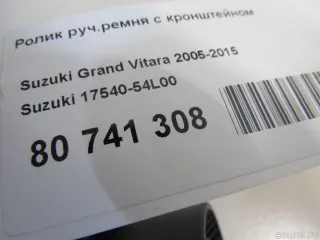 Ролик руч.ремня с кронштейном
Suzuki Grand Vitara 2005-2015
Suzuki 17540-54L00
80 741 308